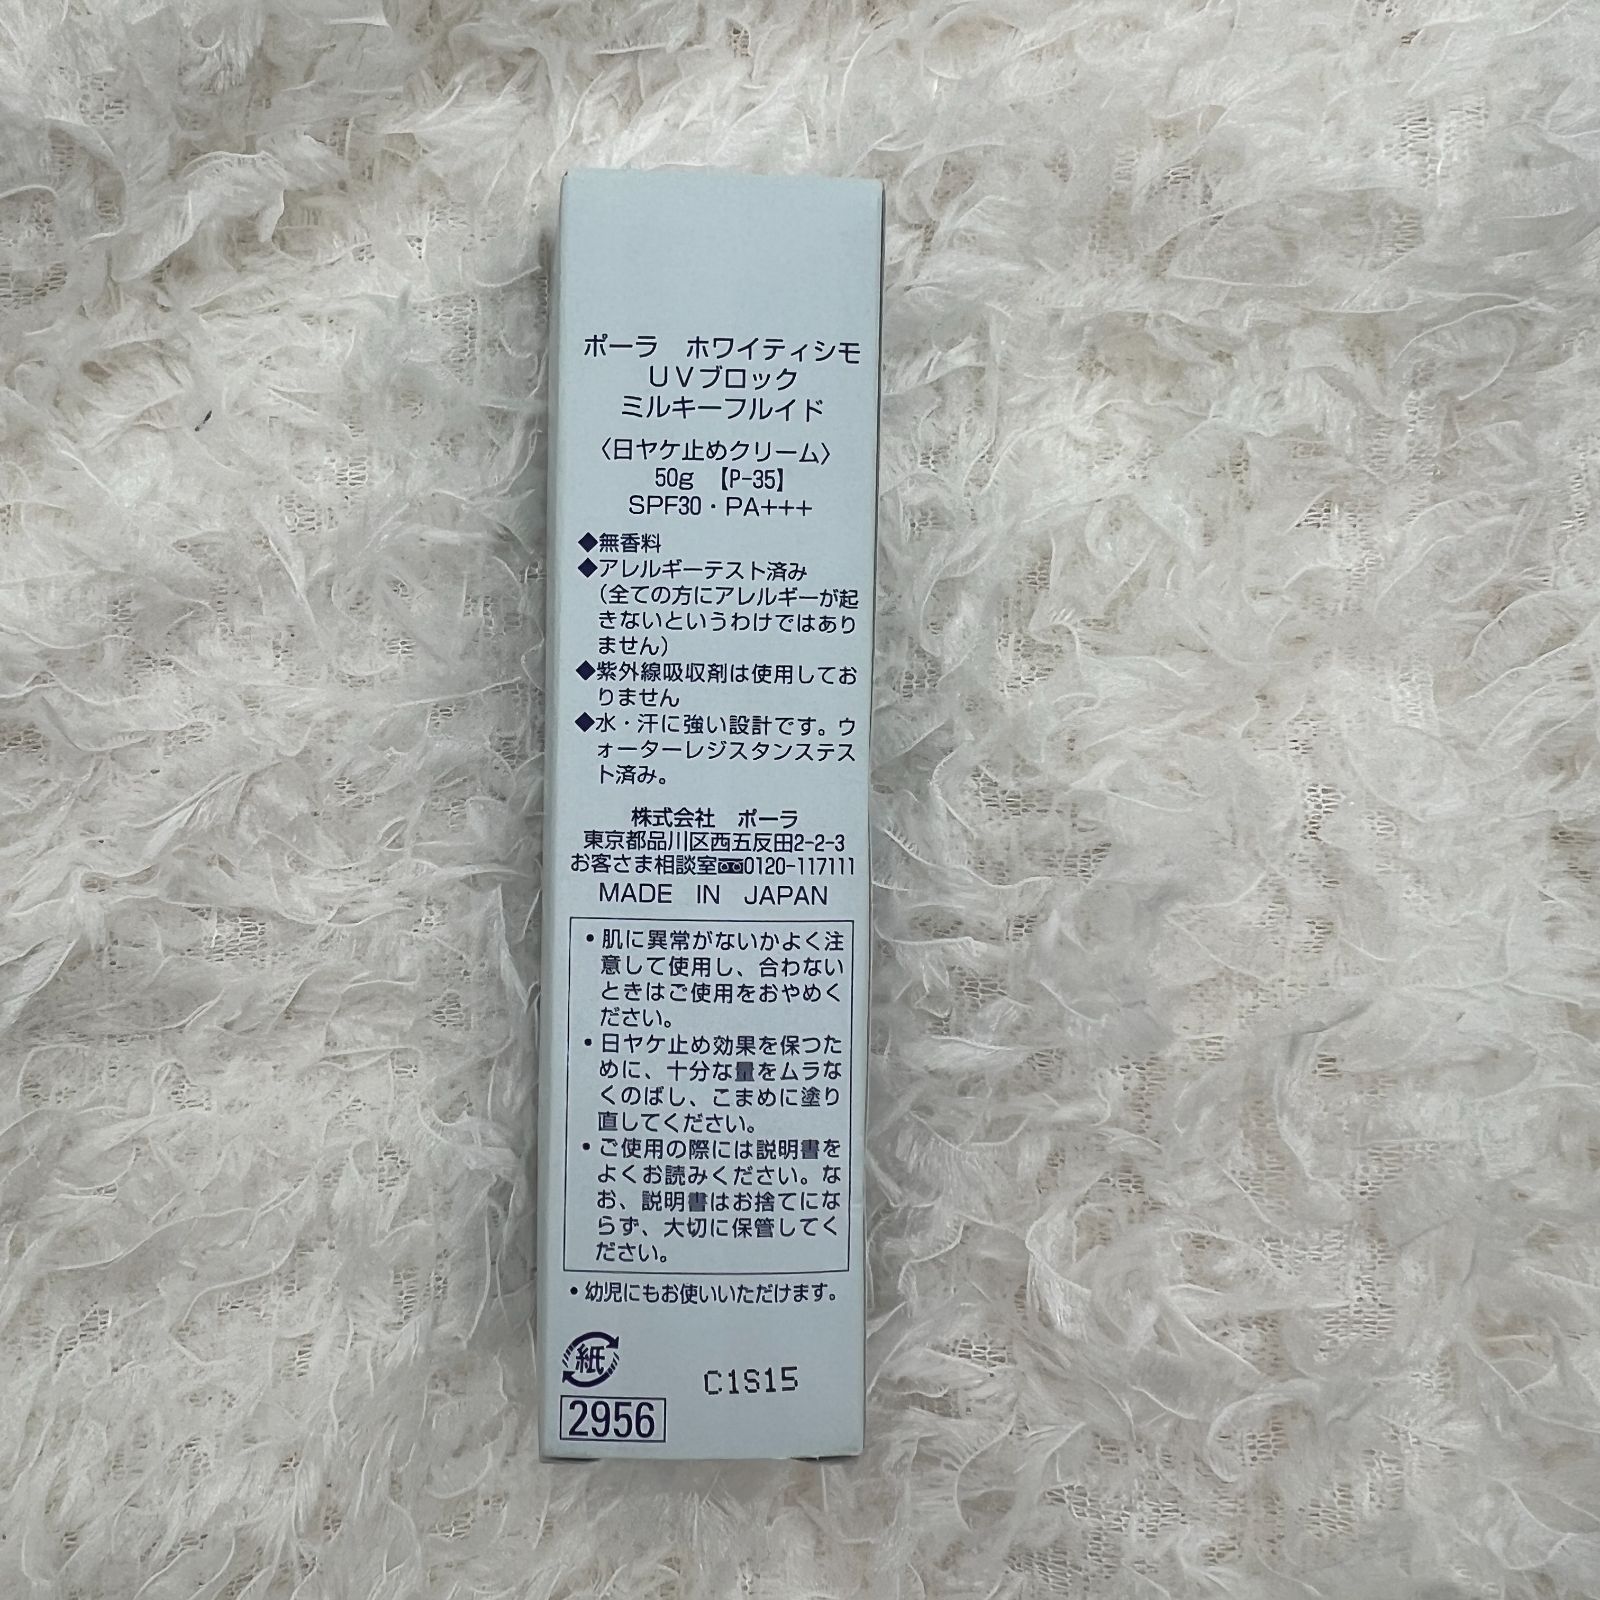 ポーラ　ホワイティシモ
UVブロック
ミルキーフルイド
〈日ヤケ止めクリーム〉
50g 【P-35】
SPF30・PA+++
◆無香料
◆アレルギーテスト済み
（全ての方にアレルギーが起
きないというわけではあり
ません）
◆紫外線吸収剤は使用してお
りません
◆水・汗に強い設計です。ウ
ォーターレジスタンステス
ト済み。
株式会社　ポーラ
東京都品川区西五反田2-2-3
お客さま相談室0120-117111
MADE IN JAPAN
・肌に異常がないかよく注
意して使用し、合わない
ときはご使用をおやめく
ださい。
・日ヤケ止め効果を保つた
めに、十分な量をムラな
くのばし、こまめに塗り
直してください。
・ご使用の際には説明書を
よくお読みください。な
お、説明書はお捨てにな
らず、大切に保管してく
ださい。
・幼児にもお使いいただけます。
紙
C1S15
2956